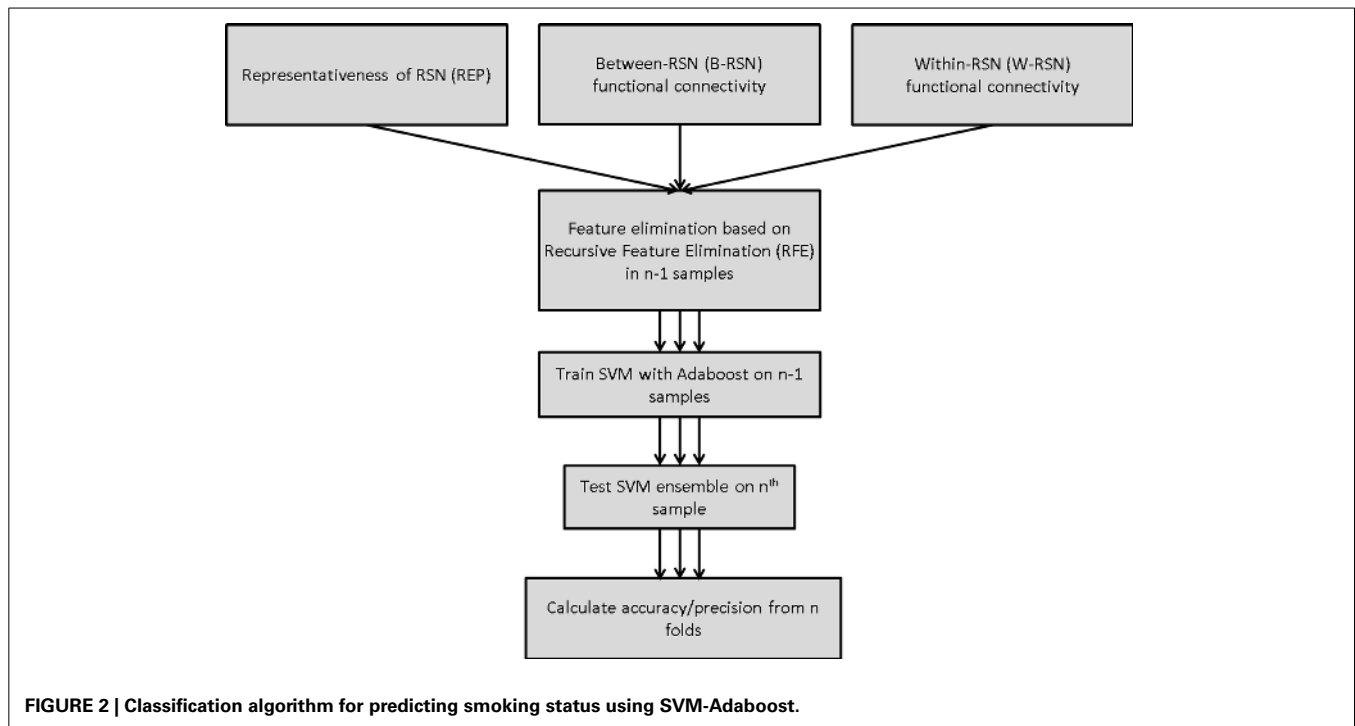 Representativeness of RSN (REP)
Between-RSN (B-RSN)
functional connectivity
Within-RSN (W-RSN)
functional connectivity
Feature elimination based on
Recursive Feature Elimination (RFE)
in n-1 samples
Train SVM with Adaboost on n-1
samples
Test SVM ensemble on nth
sample
Calculate accuracy/precision from n
folds
FIGURE 2 | Classification algorithm for predicting smoking status using SVM-Adaboost.